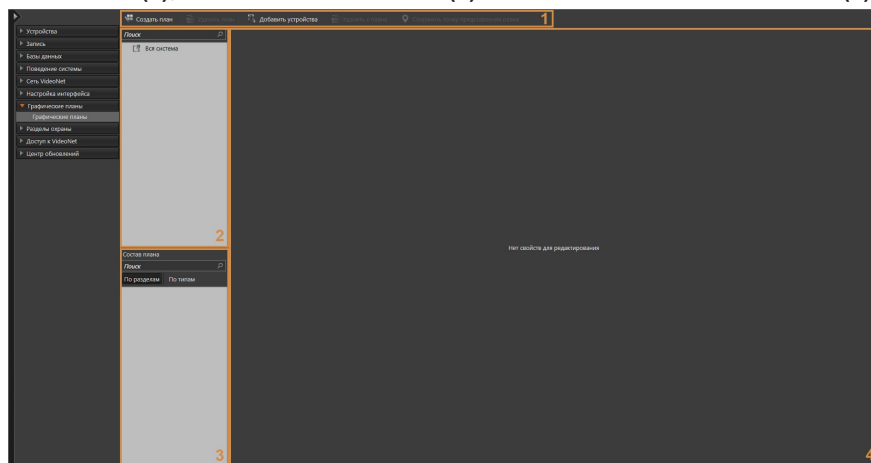 Создать план
Удалить план
Добавить устройства
1
Устройства
Запись
Базы данных
Поведение системы
Сеть VideoNet
Настройка интерфейса
Графические планы
Графические планы
Разделы охраны
Доступ к VideoNet
Центр обновлений
Поиск
Вся система
2
Состав плана
Поиск
По разделам По типам
3
Нет свойств для редактирования
4